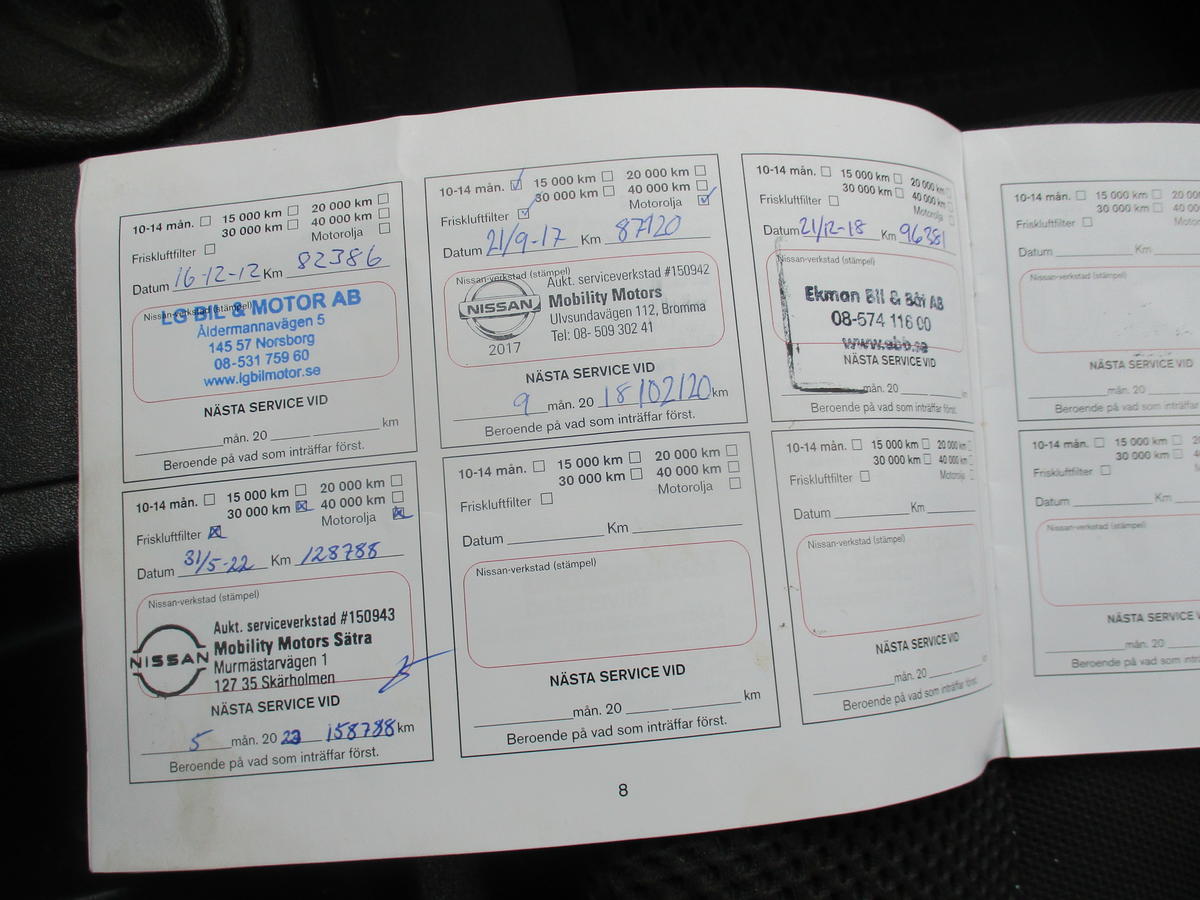 10-14 mån. 15 000 km 20 000 km
30 000 km 40 000 km
Friskluftfilter Motorolja
Datum 16-12-12 Km 82386
Nissan-verkstad (stämpel)
LG BIL & MOTOR AB
Åldermannavägen 5
145 57 Norsborg
08-531 759 60
www.lgbilmotor.se
NÄSTA SERVICE VID
mån. 20 km
Beroende på vad som inträffar först.
10-14 mån. 15 000 km 20 000 km
30 000 km 40 000 km
Friskluftfilter Motorolja
Datum 21/9-17 Km 87120
Nissan-verkstad (stämpel)
Aukt. serviceverkstad #150942
NISSAN
Mobility Motors
Ulvsundavägen 112, Bromma
Tel: 08- 509 302 41
2017
NÄSTA SERVICE VID
9 mån. 20 18 102120 km
Beroende på vad som inträffar först.
10-14 mån. 15 000 km 20 000 km
30 000 km 40 000 km
Friskluftfilter Motorolja
Datum 21/12-18 Km 96381
Nissan-verkstad (stämpel)
Ekman Bil & Båt AB
08-574 116 00
NÄSTA SERVICE VID
mån. 20
Beroende på vad som inträffar först.
10-14 mån. 15 000 km 20 000 km
30 000 km 40 000 km
Friskluftfilter Motorolja
Datum 31/5-22 Km 128788
Nissan-verkstad (stämpel)
Aukt. serviceverkstad #150943
NISSAN
Mobility Motors Sätra
Murmästarvägen 1
127 35 Skärholmen
NÄSTA SERVICE VID
5 mån. 20 23 158788 km
Beroende på vad som inträffar först.
10-14 mån. 15 000 km 20 000 km
30 000 km 40 000 km
Friskluftfilter Motorolja
Datum Km
Nissan-verkstad (stämpel)
NÄSTA SERVICE VID
mån. 20 km
Beroende på vad som inträffar först.
10-14 mån. 15 000 km 20 000 km
30 000 km 40 000 km
Friskluftfilter Motorolja
Datum Km
Nissan-verkstad (stämpel)
NÄSTA SERVICE VID
mån. 20
Beroende på vad som inträffar först.
8
10-14 mån. 15 000 km 20 0
30 000 km 40
Friskluftfilter
Datum Km
Nissan-verkstad (stämpel)
NÄSTA SERVICE V
mån. 20
Beroende på vad som inträffar
10-14 mån. 15 000 km
30 000 km
Friskluftfilter
Datum Km
Nissan-verkstad (stämpel)
NÄSTA SERVICE V
mån. 20
Beroende på vad som inträffar